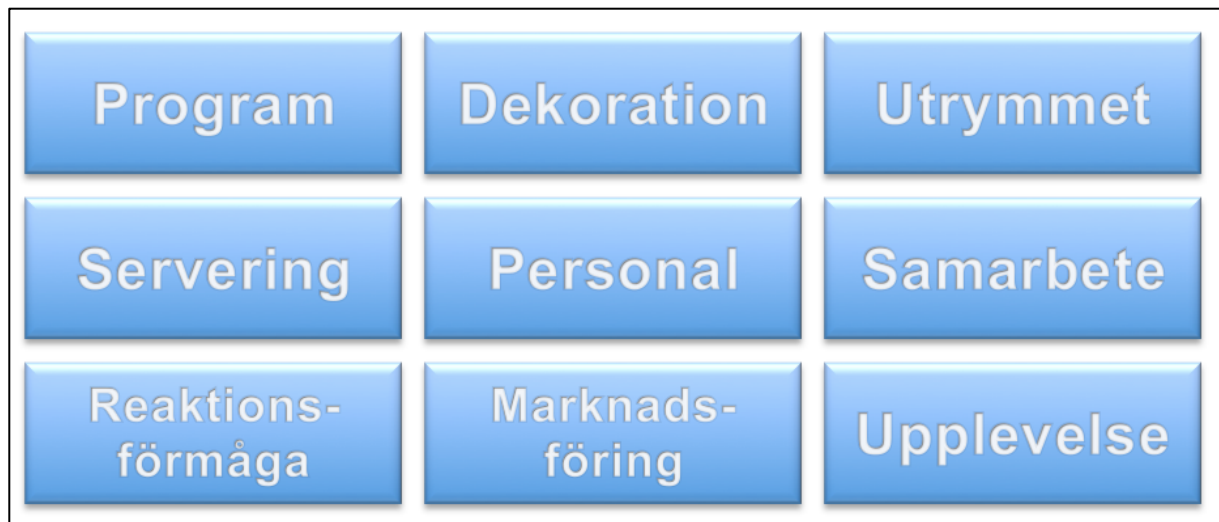 Program
Dekoration
Utrymmet
Servering
Personal
Samarbete
Reaktions-
förmåga
Marknads-
föring
Upplevelse